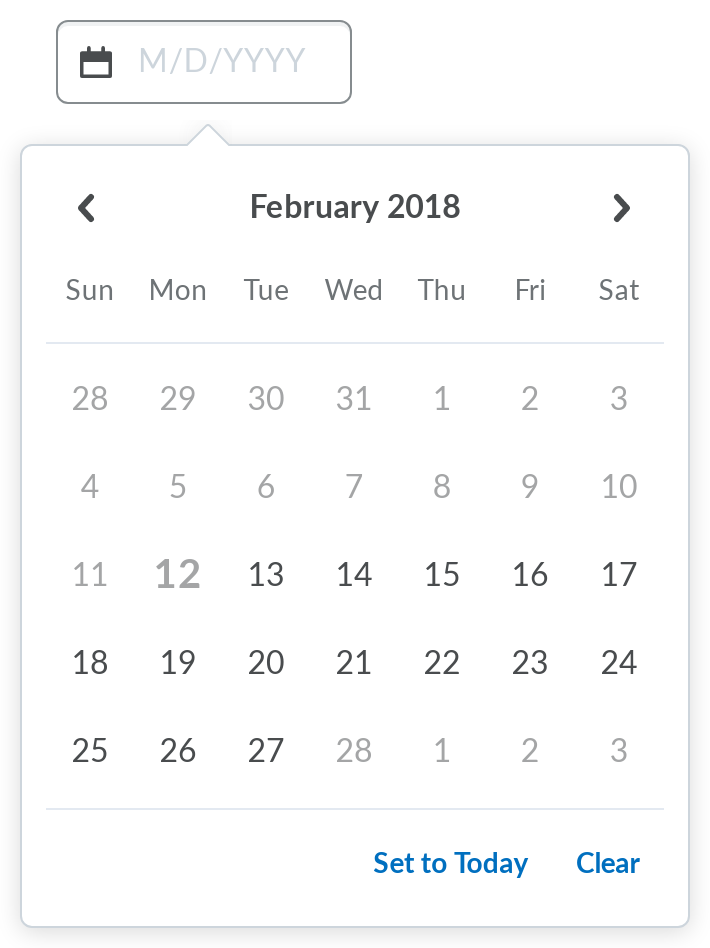 M/D/YYYY
February 2018
Sun Mon Tue Wed Thu Fri Sat
28 29 30 31 1 2 3
4 5 6 7 8 9 10
11 12 13 14 15 16 17
18 19 20 21 22 23 24
25 26 27 28 1 2 3
Set to Today Clear